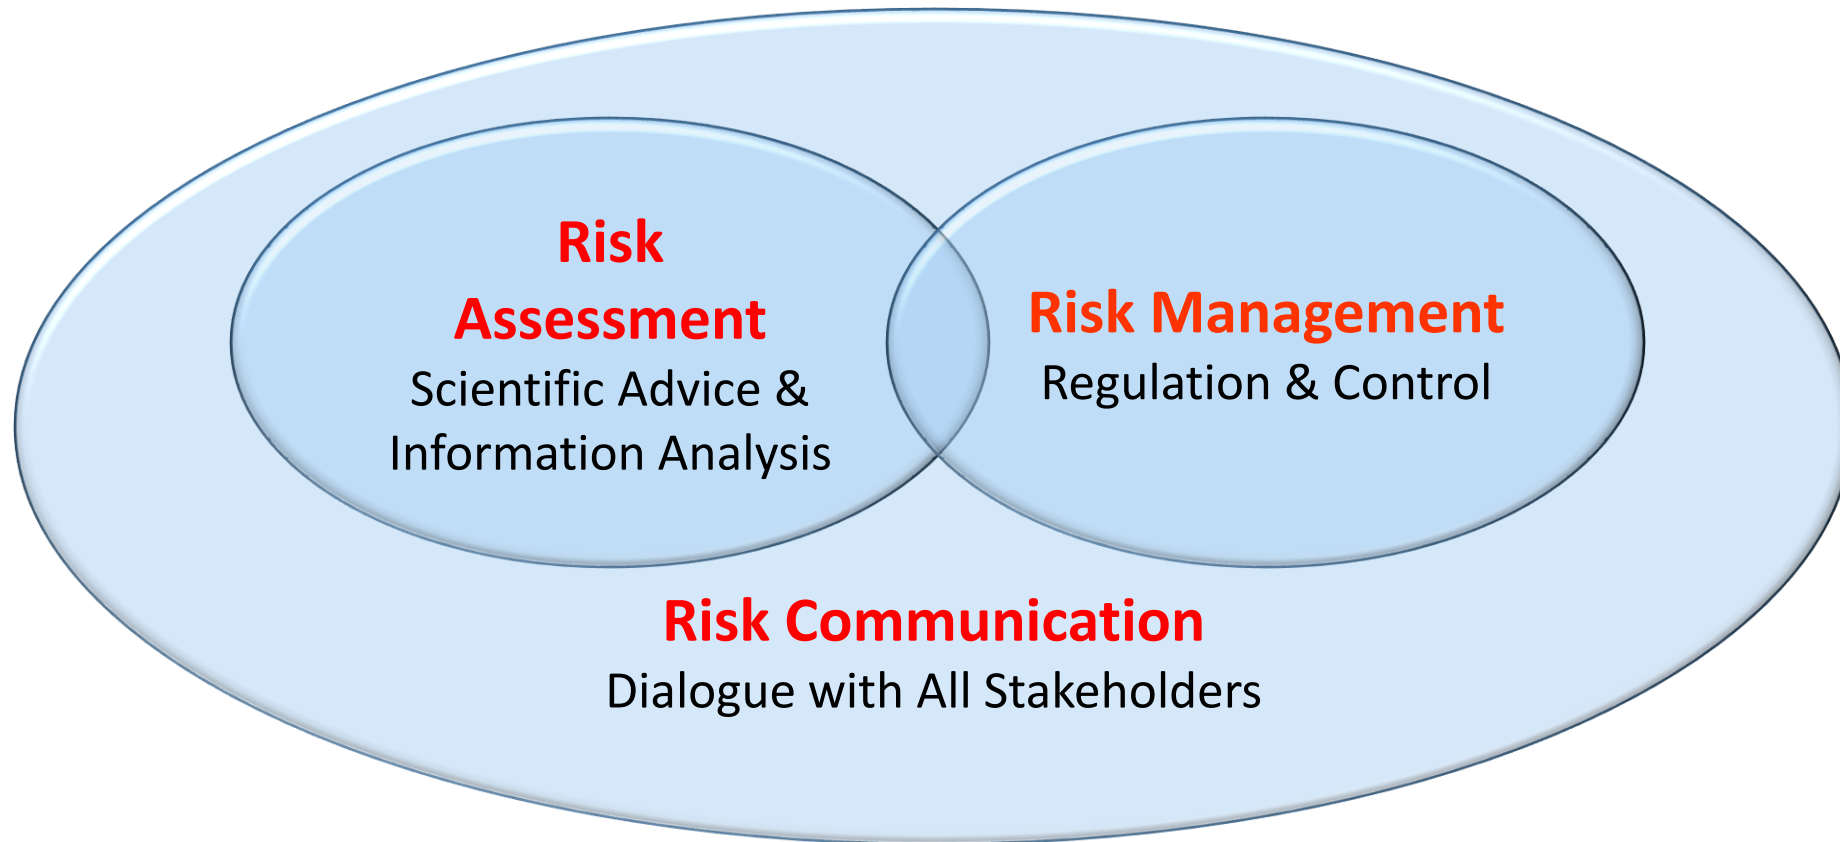 Risk
Assessment
Scientific Advice &
Information Analysis
Risk Management
Regulation & Control
Risk Communication
Dialogue with All Stakeholders